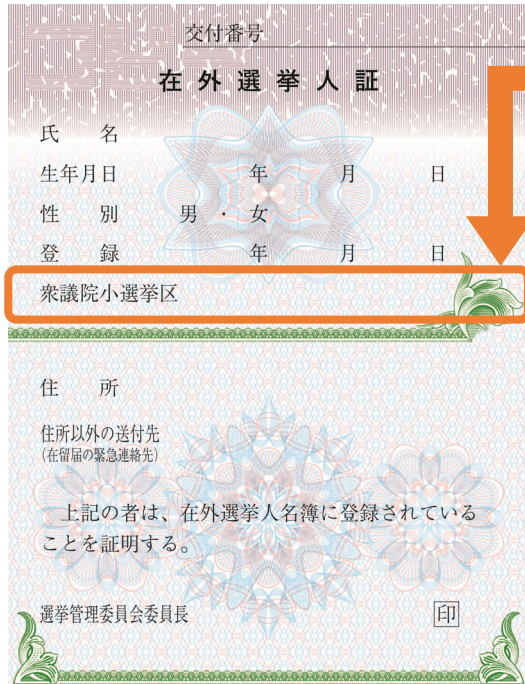 交付番号
在外選挙人証
氏　名
生年月日　年　月　日
性　別　男・女
登　録　年　月　日
衆議院小選挙区
住　所
住所以外の送付先
(在留届の緊急連絡先)
上記の者は、在外選挙人名簿に登録されている
ことを証明する。
選挙管理委員会委員長　印